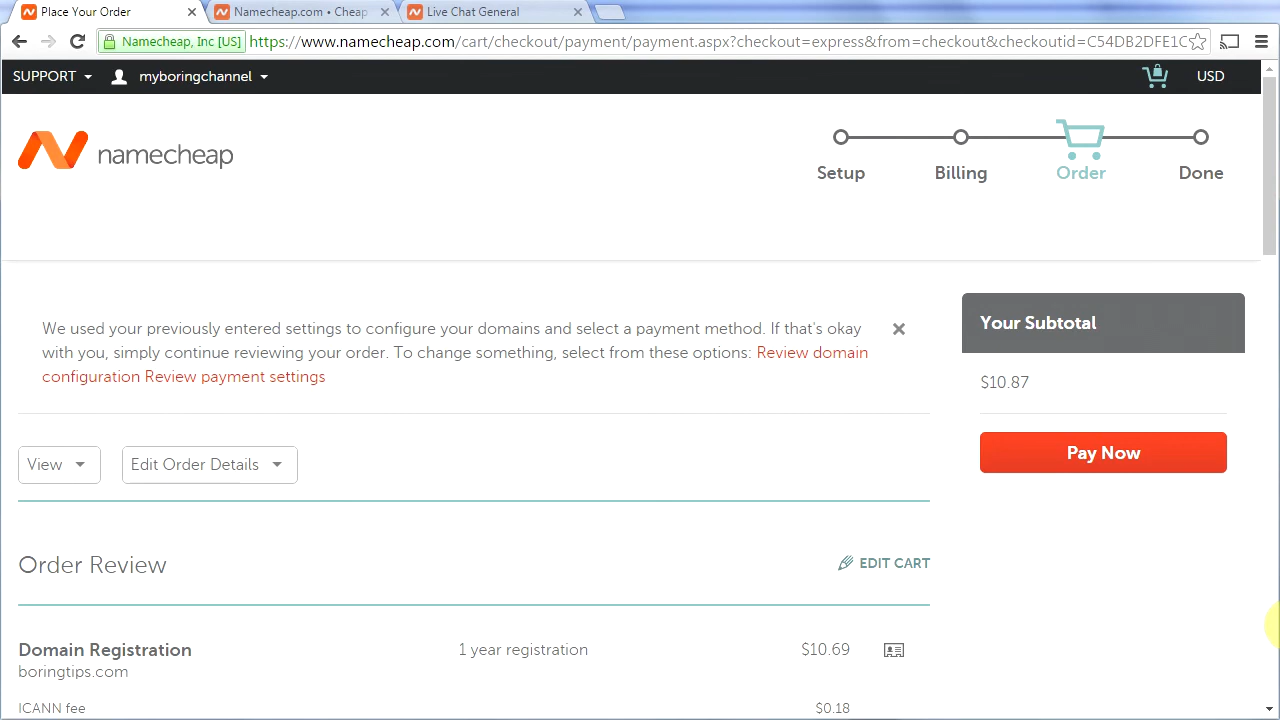 Place Your Order
Namecheap.com • Cheap
Live Chat General
Namecheap, Inc [US]
https://www.namecheap.com/cart/checkout/payment/payment.aspx?checkout=express&from=checkout&checkoutid=C54DB2DFE1C
SUPPORT
myboringchannel
USD
namecheap
Setup
Billing
Order
Done
We used your previously entered settings to configure your domains and select a payment method. If that's okay
with you, simply continue reviewing your order. To change something, select from these options: Review domain
configuration Review payment settings
Your Subtotal
$10.87
Pay Now
View
Edit Order Details
Order Review
EDIT CART
Domain Registration
1 year registration
$10.69
boringtips.com
ICANN fee
$0.18